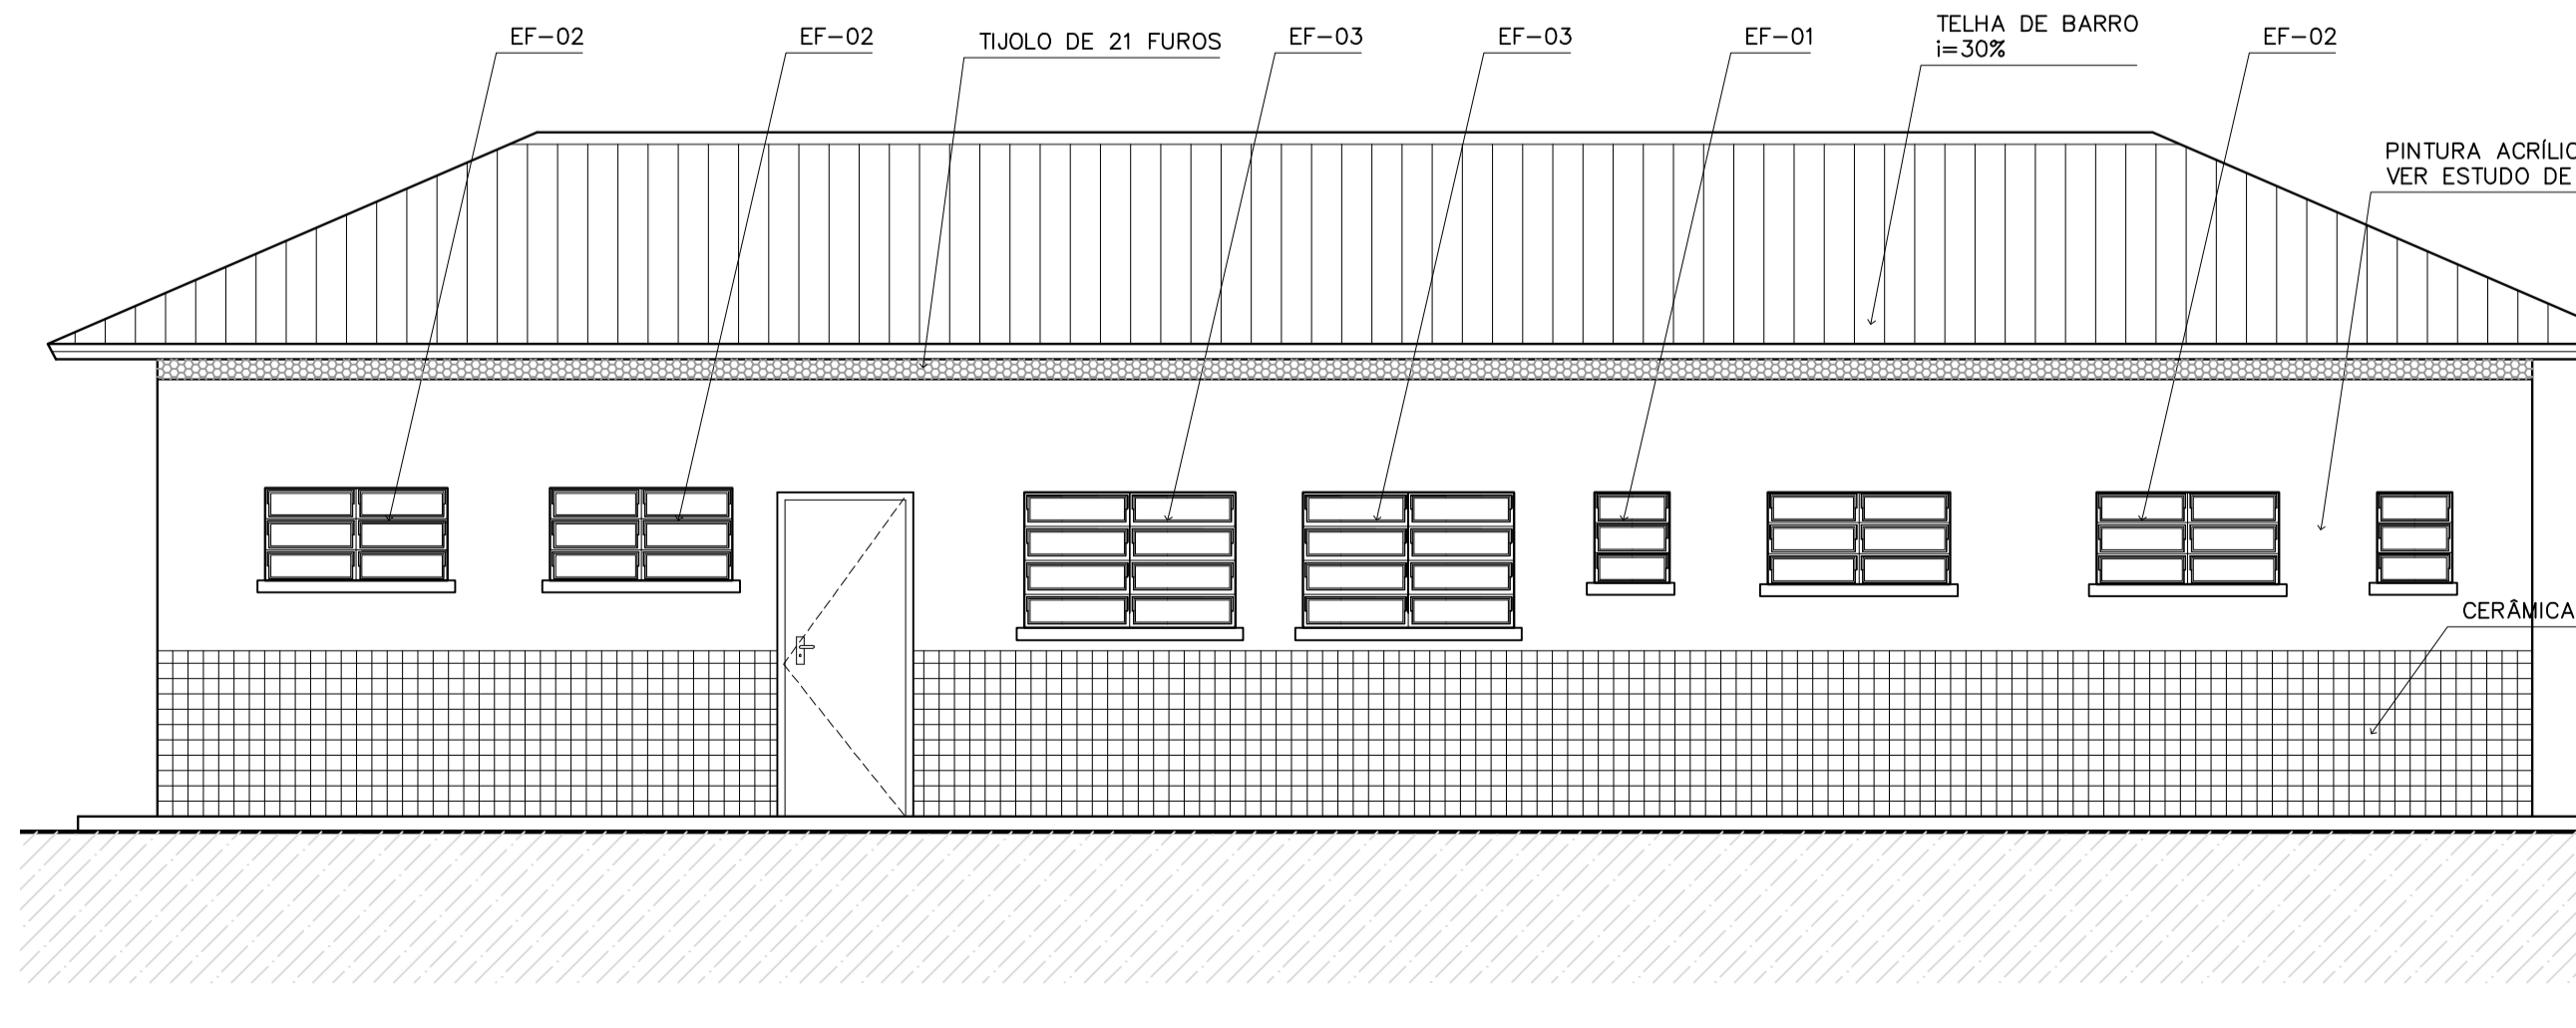 EF-02
EF-02
TIJOLO DE 21 FUROS
EF-03
EF-03
EF-01
TELHA DE BARRO
i=30%
EF-02
PINTURA ACRÍLIC
VER ESTUDO DE
CERÂMICA